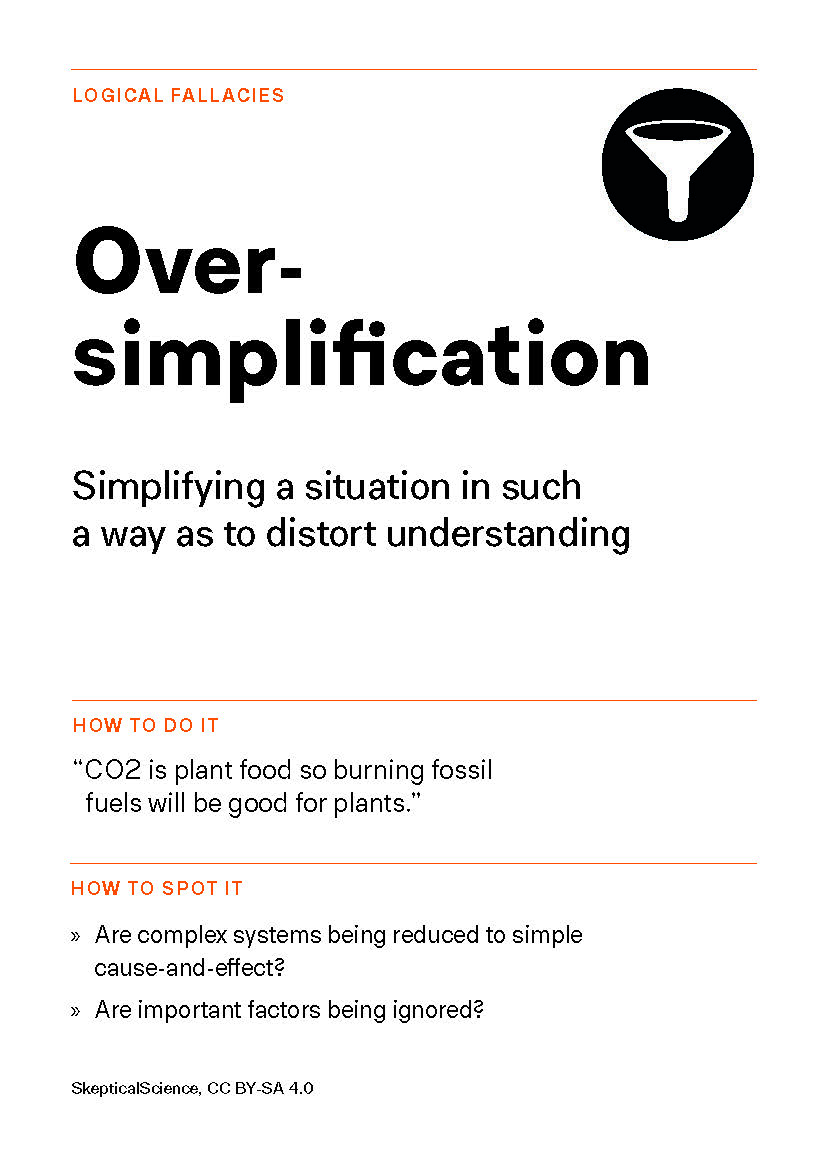 LOGICAL FALLACIES
Over-
simplification
Simplifying a situation in such
a way as to distort understanding
HOW TO DO IT
“CO2 is plant food so burning fossil
fuels will be good for plants.”
HOW TO SPOT IT
» Are complex systems being reduced to simple
cause-and-effect?
» Are important factors being ignored?
SkepticalScience, CC BY-SA 4.0